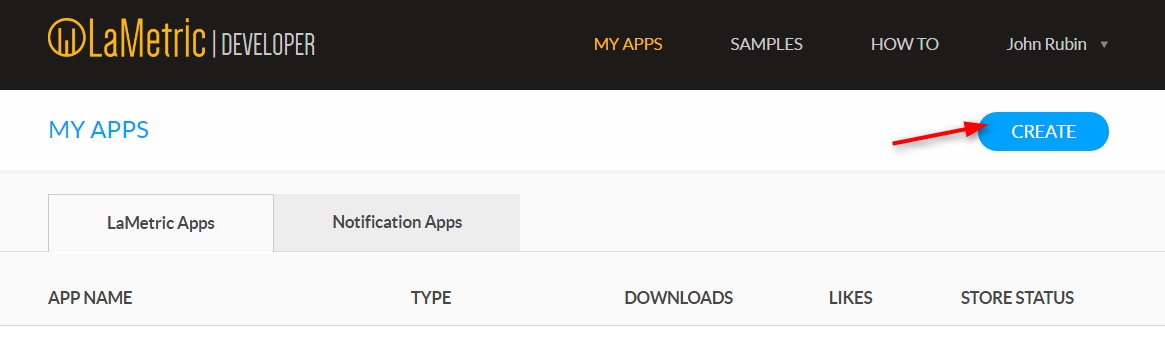 LaMetric | DEVELOPER MY APPS SAMPLES HOW TO John Rubin
MY APPS CREATE
LaMetric Apps Notification Apps
APP NAME TYPE DOWNLOADS LIKES STORE STATUS